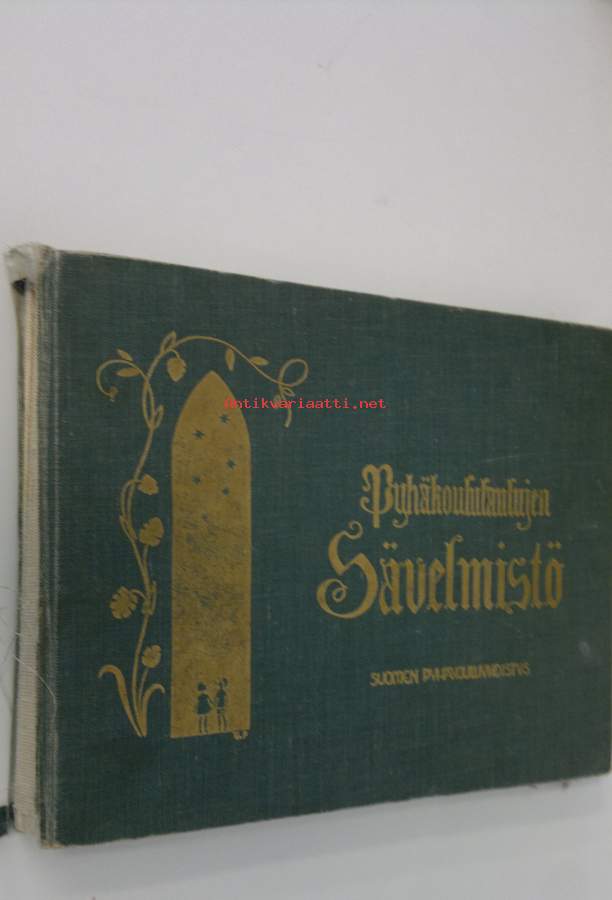 Antikvariaatti.net
Pyhäkoululaulujen
Sävelmistö
SUOMEN PYHÄKOULUYHDISTYS